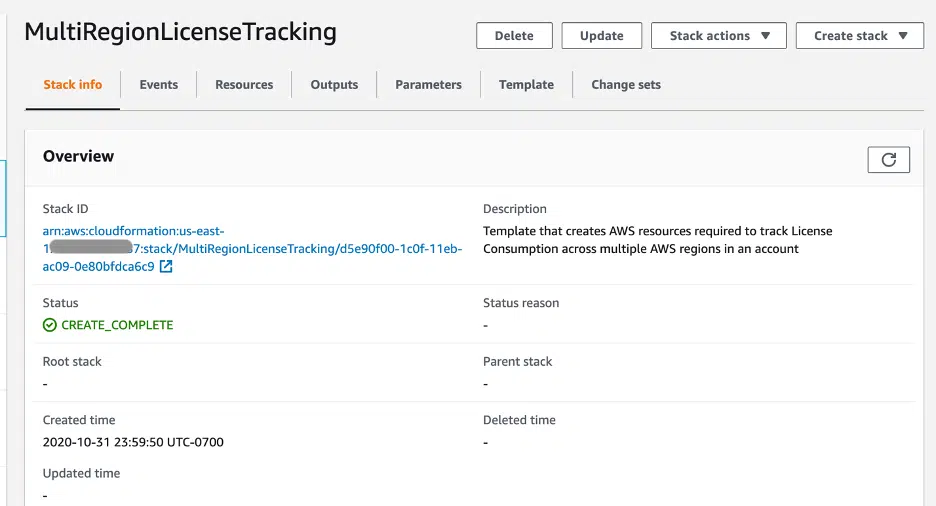 MultiRegionLicenseTracking
Delete
Update
Stack actions
Create stack
Stack info
Events
Resources
Outputs
Parameters
Template
Change sets
Overview
Stack ID
arn:aws:cloudformation:us-east-
1 7:stack/MultiRegionLicenseTracking/d5e90f00-1c0f-11eb-
ac09-0e80bfdca6c9
Description
Template that creates AWS resources required to track License
Consumption across multiple AWS regions in an account
Status
CREATE_COMPLETE
Status reason
-
Root stack
-
Parent stack
-
Created time
2020-10-31 23:59:50 UTC-0700
Deleted time
-
Updated time
-